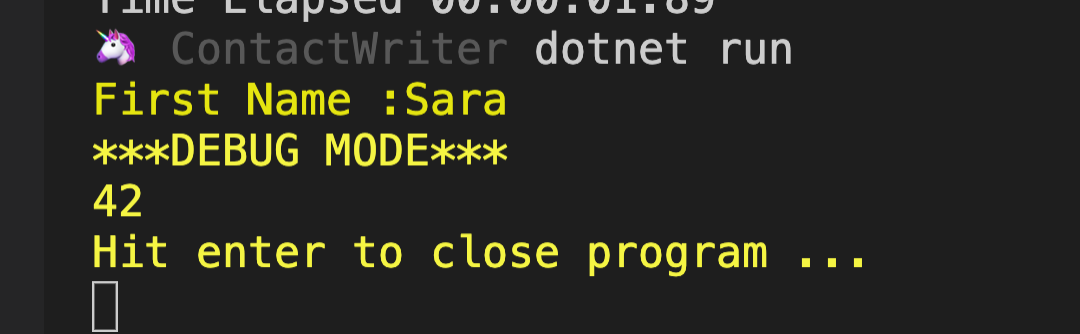 Time Elapsed 00:00:01.89
ContactWriter dotnet run
First Name :Sara
***DEBUG MODE***
42
Hit enter to close program ...